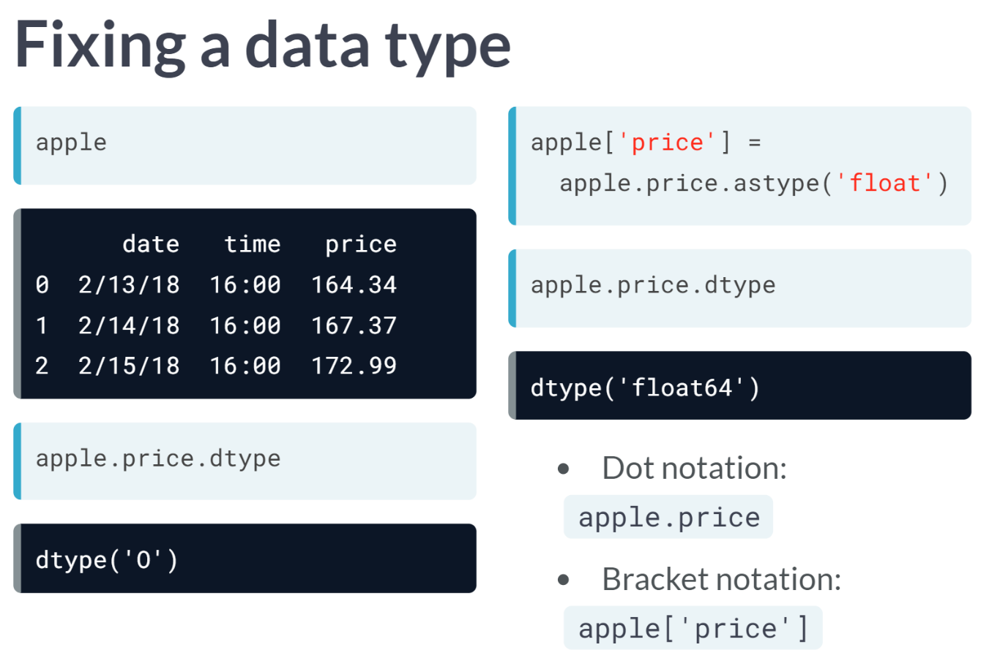 Fixing a data type
apple
date time price
0 2/13/18 16:00 164.34
1 2/14/18 16:00 167.37
2 2/15/18 16:00 172.99
apple.price.dtype
dtype('O')
apple['price'] =
apple.price.astype('float')
apple.price.dtype
dtype('float64')
• Dot notation:
apple.price
• Bracket notation:
apple['price']